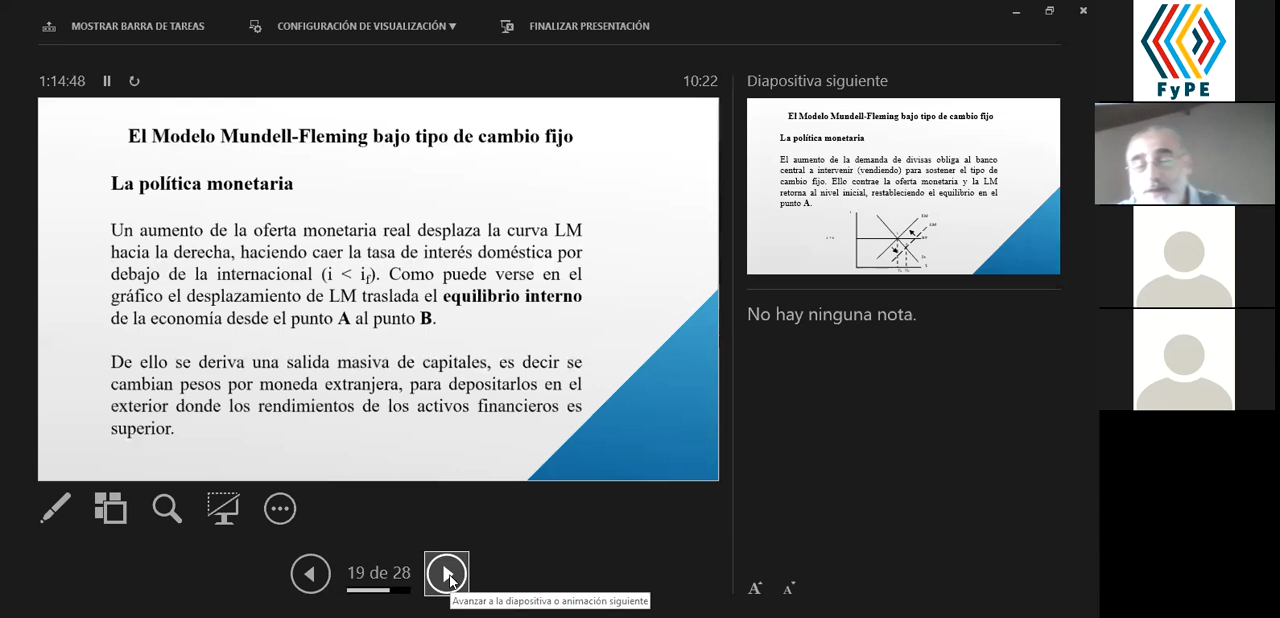 MOSTRAR BARRA DE TAREAS
CONFIGURACIÓN DE VISUALIZACIÓN ▼
FINALIZAR PRESENTACIÓN
1:14:48
10:22
El Modelo Mundell-Fleming bajo tipo de cambio fijo
La política monetaria
Un aumento de la oferta monetaria real desplaza la curva LM
hacia la derecha, haciendo caer la tasa de interés doméstica por
debajo de la internacional (i < if). Como puede verse en el
gráfico el desplazamiento de LM traslada el equilibrio interno
de la economía desde el punto A al punto B.
De ello se deriva una salida masiva de capitales, es decir se
cambian pesos por moneda extranjera, para depositarlos en el
exterior donde los rendimientos de los activos financieros es
superior.
19 de 28
Avanzar a la diapositiva o animación siguiente
Diapositiva siguiente
El Modelo Mundell-Fleming bajo tipo de cambio fijo
La política monetaria
El aumento de la demanda de divisas obliga al banco
central a intervenir (vendiendo) para sostener el tipo de
cambio fijo. Ello contrae la oferta monetaria y la LM
retorna al nivel inicial, restableciendo el equilibrio en el
punto A.
No hay ninguna nota.
A A
FyPE